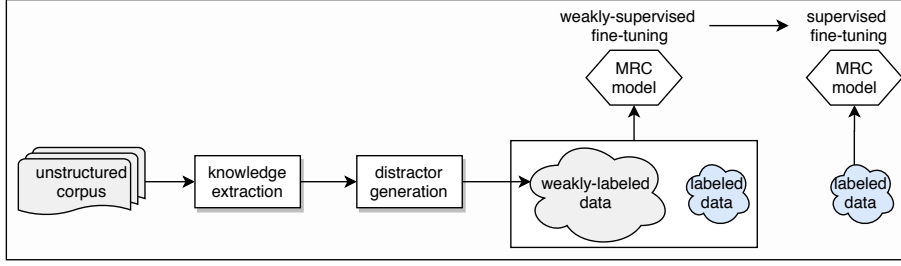 weakly-supervised
fine-tuning
supervised
fine-tuning
MRC
model
MRC
model
unstructured
corpus
knowledge
extraction
distractor
generation
weakly-labeled
data
labeled
data
labeled
data